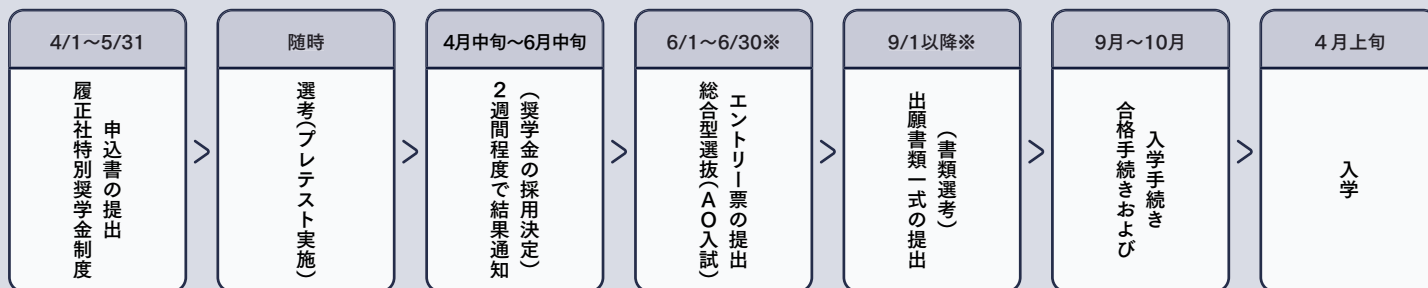 4/1～5/31
履正社特別奨学金制度
申込書の提出
随時
選考(プレテスト実施)
4月中旬～6月中旬
2週間程度で結果通知
(奨学金の採用決定)
6/1～6/30※
総合型選抜(AO入試)
エントリー票の提出
9/1以降※
出願書類一式の提出
(書類選考)
9月～10月
合格手続きおよび
入学手続き
4月上旬
入学